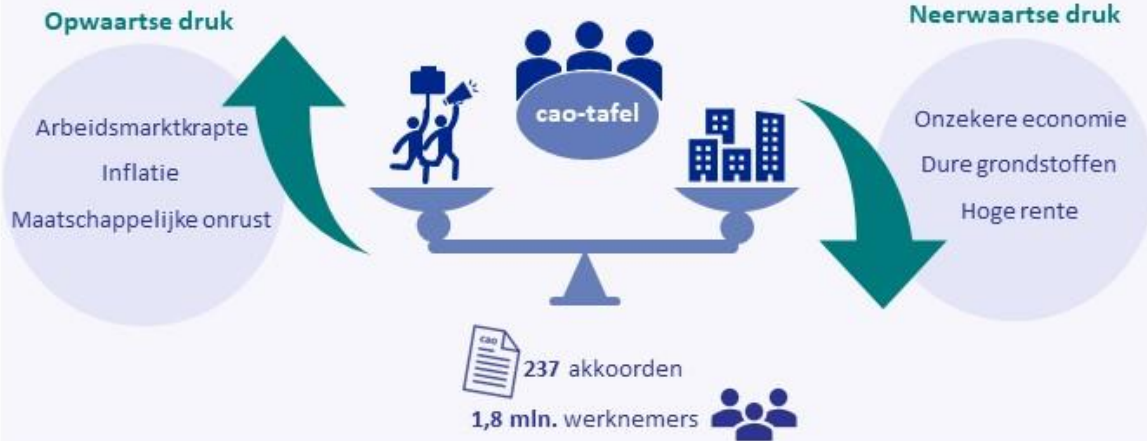 Opwaartse druk
Arbeidsmarktkrapte
Inflatie
Maatschappelijke onrust
cao-tafel
Neerwaartse druk
Onzekere economie
Dure grondstoffen
Hoge rente
cao
237 akkoorden
1,8 mln. werknemers